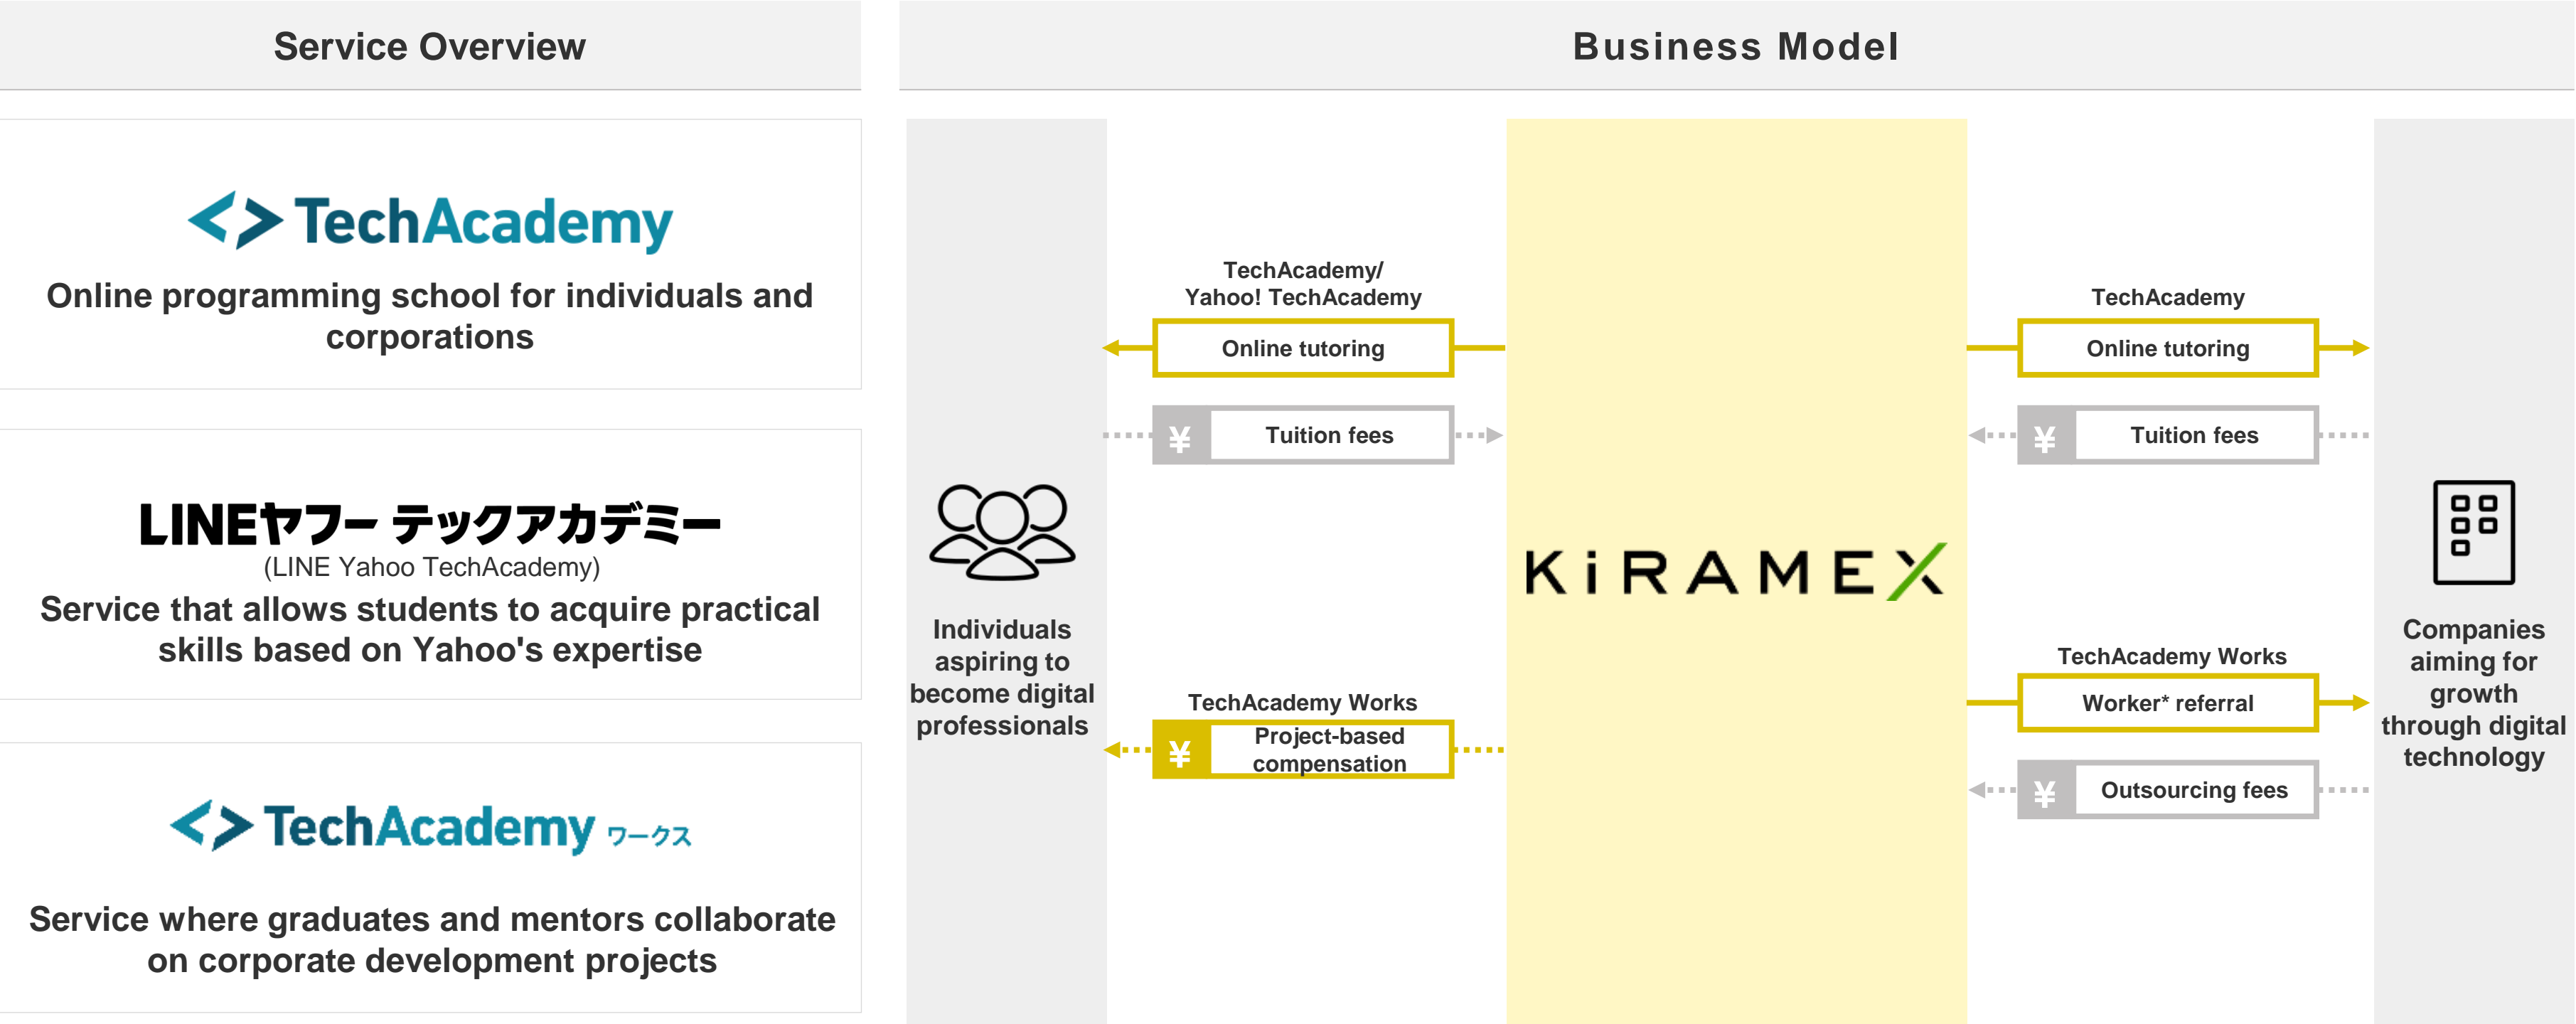 Service Overview
TechAcademy
Online programming school for individuals and
corporations
LINEヤフー テックアカデミー
(LINE Yahoo TechAcademy)
Service that allows students to acquire practical
skills based on Yahoo's expertise
TechAcademy ワークス
Service where graduates and mentors collaborate
on corporate development projects
Business Model
Individuals
aspiring to
become digital
professionals
TechAcademy/
Yahoo! TechAcademy
Online tutoring
¥ Tuition fees
TechAcademy Works
¥ Project-based
compensation
KiRAMEX
TechAcademy
Online tutoring
¥ Tuition fees
TechAcademy Works
Worker* referral
¥ Outsourcing fees
Companies
aiming for
growth
through digital
technology